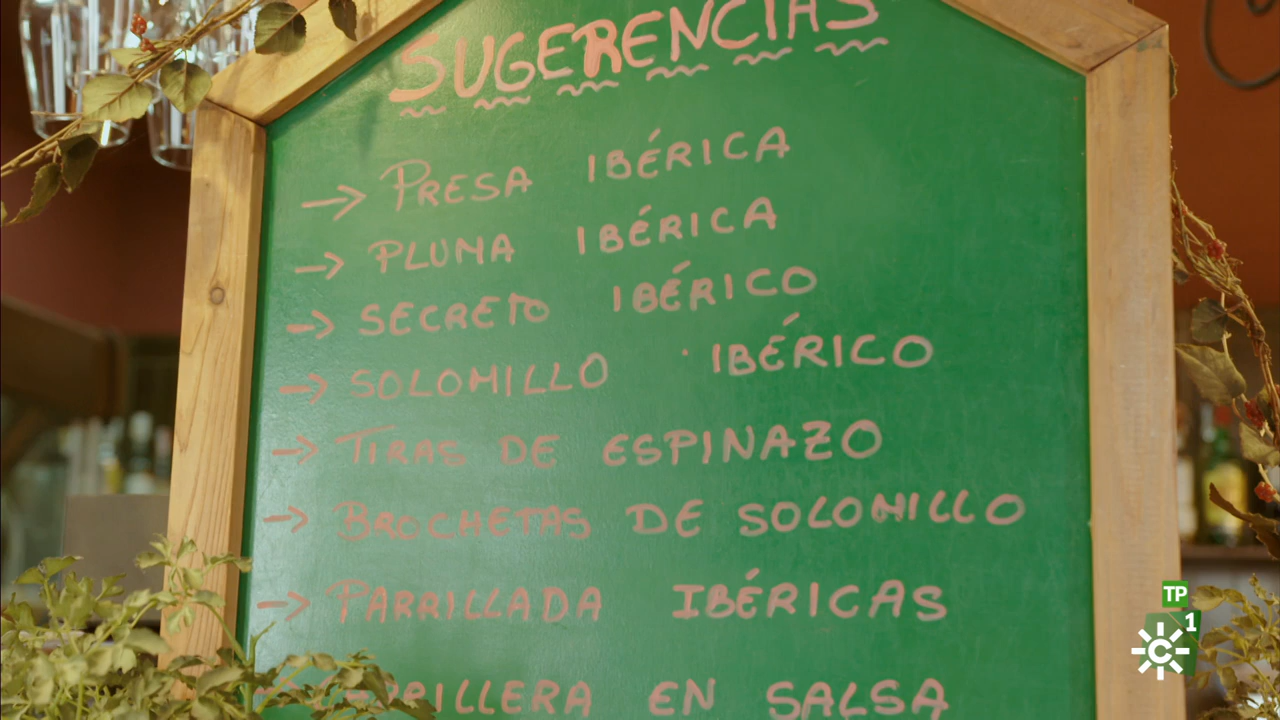 SUGERENCIAS
→ PRESA IBÉRICA
→ PLUMA IBÉRICA
→ SECRETO IBÉRICO
→ SOLOMILLO IBÉRICO
→ TIRAS DE ESPINAZO
→ BROCHETAS DE SOLOMILLO
→ PARRILLADA IBÉRICAS
EN SALSA
TP
1